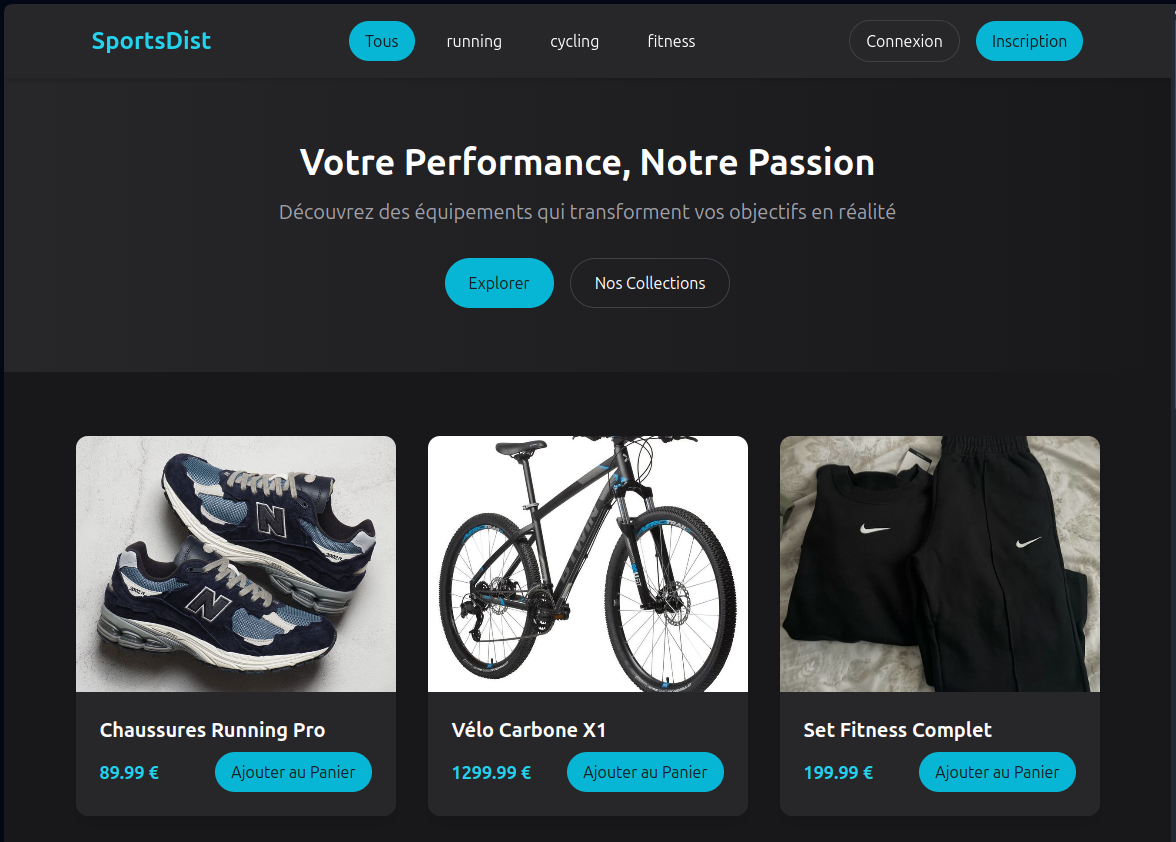 SportsDist
Tous
running
cycling
fitness
Connexion
Inscription
Votre Performance, Notre Passion
Découvrez des équipements qui transforment vos objectifs en réalité
Explorer
Nos Collections
N
N
Chaussures Running Pro
Vélo Carbone X1
Set Fitness Complet
89.99 €
Ajouter au Panier
1299.99 €
Ajouter au Panier
199.99 €
Ajouter au Panier